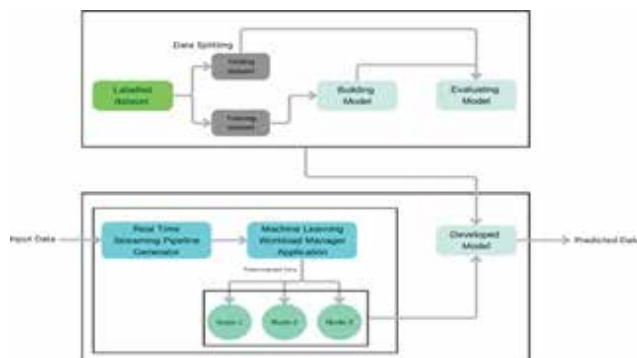 Data Splitting
Testing
Dataset
Labelled
Dataset
Training
Dataset
Building
Model
Evaluating
Model
Input Data
Real Time
Streaming Pipeline
Generator
Machine Learning
Workload Manager
Application
Developed
Model
Predicted Data
Node 1
Node 2
Node 3